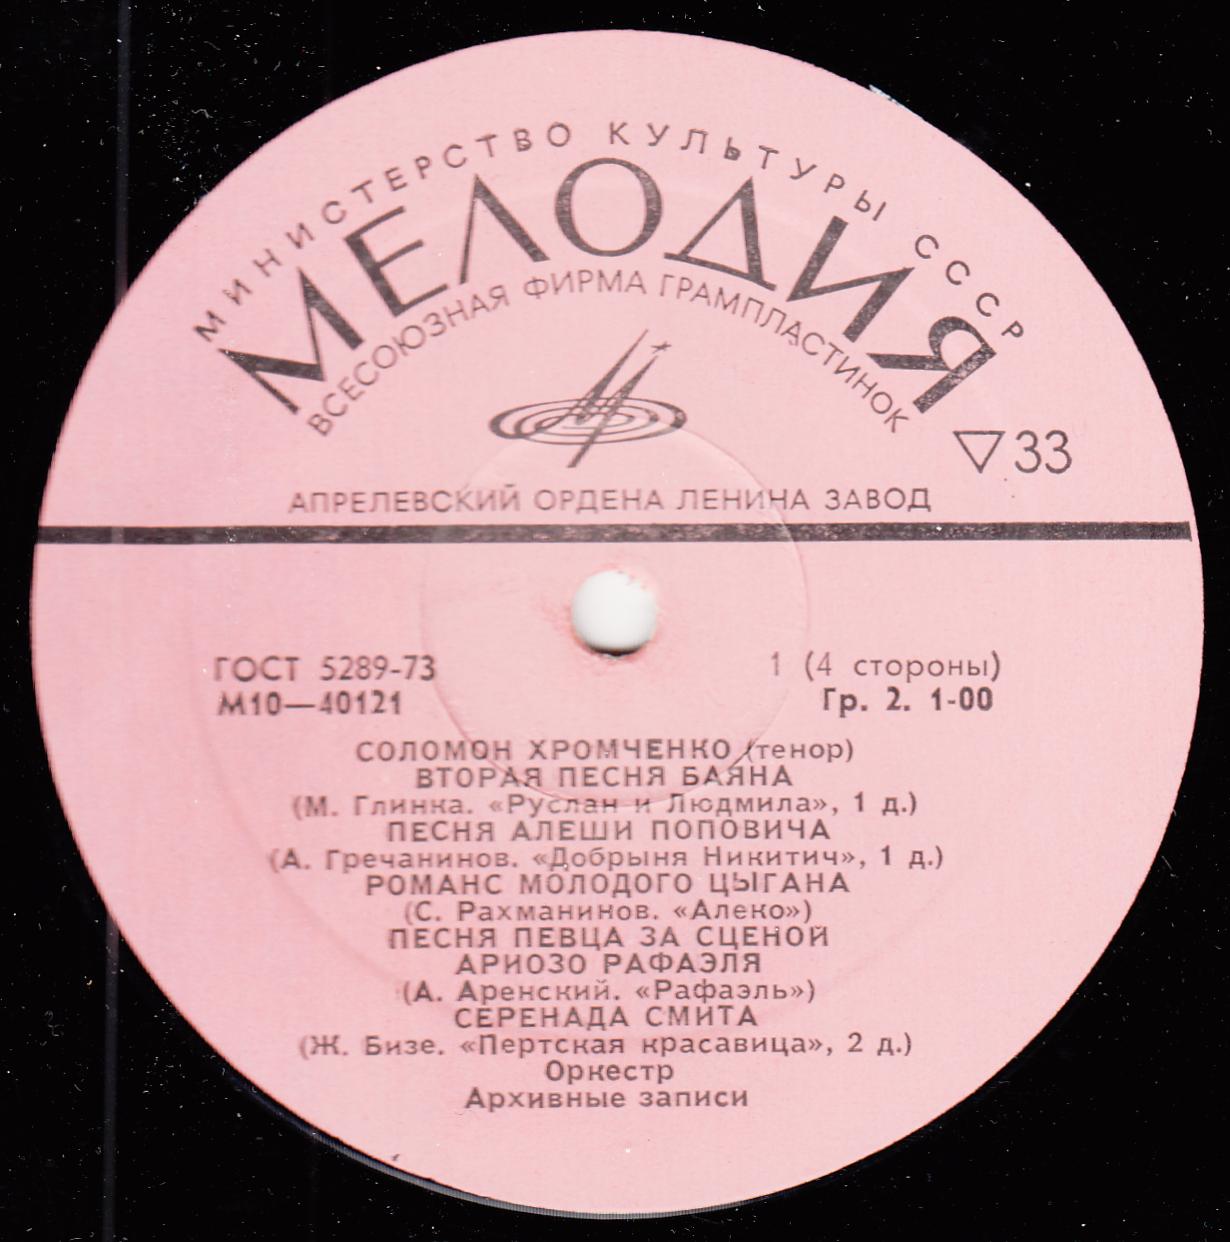 МИНИСТЕРСТВО КУЛЬТУРЫ СССР
МЕЛОДИЯ
ВСЕСОЮЗНАЯ ФИРМА ГРАМПЛАСТИНОК
▽33
АПРЕЛЕВСКИЙ ОРДЕНА ЛЕНИНА ЗАВОД
ГОСТ 5289-73 1 (4 стороны)
М10—40121 Гр. 2. 1-00
СОЛОМОН ХРОМЧЕНКО (тенор)
ВТОРАЯ ПЕСНЯ БАЯНА
(М. Глинка. «Руслан и Людмила», 1 д.)
ПЕСНЯ АЛЕШИ ПОПОВИЧА
(А. Гречанинов. «Добрыня Никитич», 1 д.)
РОМАНС МОЛОДОГО ЦЫГАНА
(С. Рахманинов. «Алеко»)
ПЕСНЯ ПЕВЦА ЗА СЦЕНОЙ
АРИОЗО РАФАЭЛЯ
(А. Аренский. «Рафаэль»)
СЕРЕНАДА СМИТА
(Ж. Бизе. «Пертская красавица», 2 д.)
Оркестр
Архивные записи